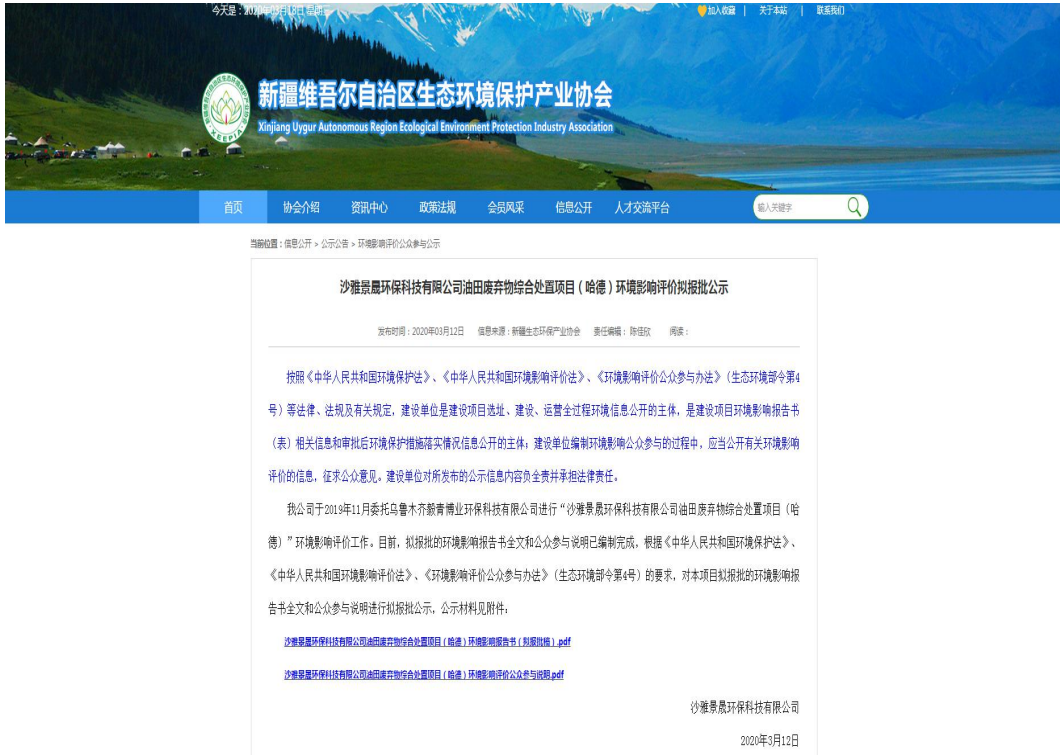 今天是：2020年03月18日 星期
加入收藏 | 关于本站 | 联系我们
新疆维吾尔自治区生态环境保护产业协会
Xinjiang Uygur Autonomous Region Ecological Environment Protection Industry Association
XEEPIA
首页 协会介绍 资讯中心 政策法规 会员风采 信息公开 人才交流平台 输入关键字
当前位置：信息公开 > 公示公告 > 环境影响评价公众参与公示
沙雅景晟环保科技有限公司油田废弃物综合处置项目（哈德）环境影响评价拟报批公示
发布时间：2020年03月12日 信息来源：新疆生态环保产业协会 责任编辑：陈佳欣 阅读：
按照《中华人民共和国环境保护法》、《中华人民共和国环境影响评价法》、《环境影响评价公众参与办法》（生态环境部令第4
号）等法律、法规及有关规定，建设单位是建设项目选址、建设、运营全过程环境信息公开的主体，是建设项目环境影响报告书
（表）相关信息和审批后环境保护措施落实情况信息公开的主体；建设单位编制环境影响公众参与的过程中，应当公开有关环境影响
评价的信息，征求公众意见。建设单位对所发布的公示信息内容负全责并承担法律责任。
我公司于2019年11月委托乌鲁木齐毅青博业环保科技有限公司进行“沙雅景晟环保科技有限公司油田废弃物综合处置项目（哈
德）”环境影响评价工作。目前，拟报批的环境影响报告书全文和公众参与说明已编制完成，根据《中华人民共和国环境保护法》、
《中华人民共和国环境影响评价法》、《环境影响评价公众参与办法》（生态环境部令第4号）的要求，对本项目拟报批的环境影响报
告书全文和公众参与说明进行拟报批公示，公示材料见附件：
沙雅景晟环保科技有限公司油田废弃物综合处置项目（哈德）环境影响报告书（拟报批稿）.pdf
沙雅景晟环保科技有限公司油田废弃物综合处置项目（哈德）环境影响评价公众参与说明.pdf
沙雅景晟环保科技有限公司
2020年3月12日